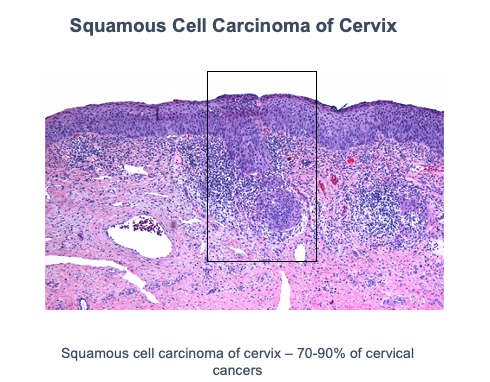 Squamous Cell Carcinoma of Cervix
Squamous cell carcinoma of cervix – 70-90% of cervical
cancers